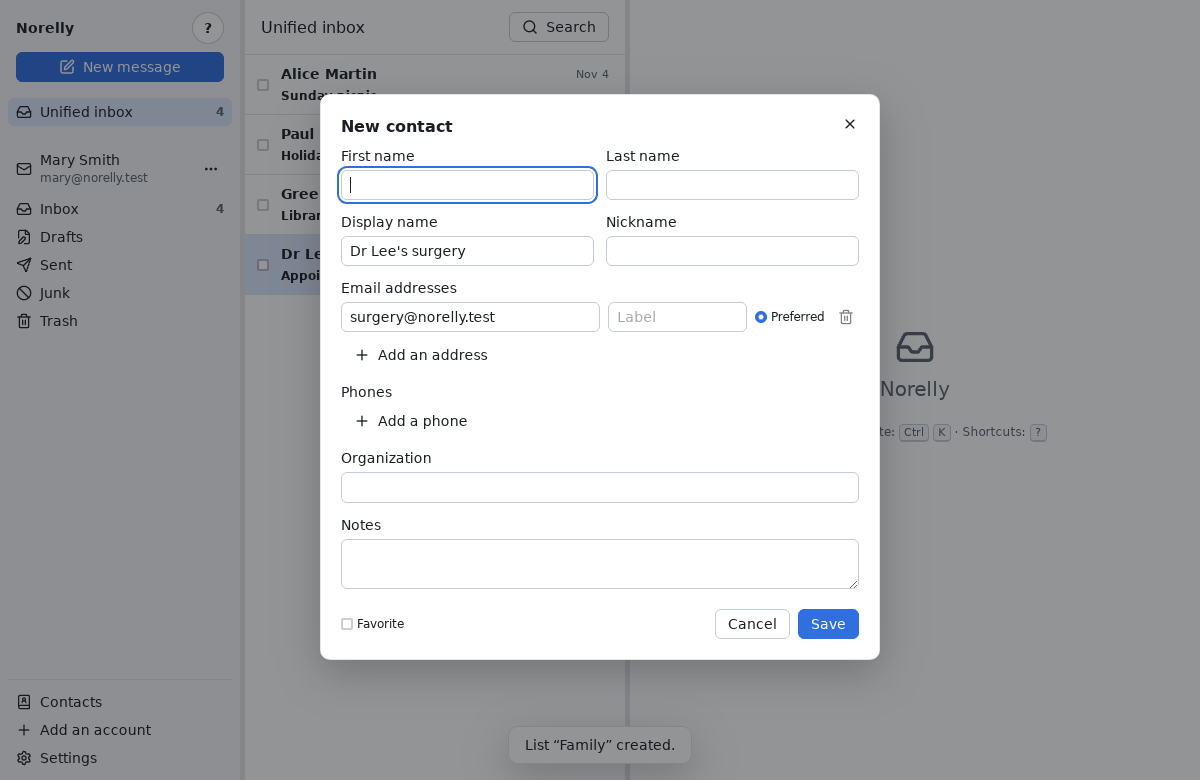 Norelly
?
New message
Unified inbox 4
Mary Smith
mary@norelly.test
Inbox 4
Drafts
Sent
Junk
Trash
Contacts
Add an account
Settings
Unified inbox
Search
Alice Martin Nov 4
Sunday picnic
Paul
Dr
New contact
First name
Last name
Display name
Nickname
Dr Lee's surgery
Email addresses
surgery@norelly.test
Label
Preferred
Add an address
Phones
Add a phone
Organization
Notes
Favorite
Cancel
Save
Norelly
Ctrl K · Shortcuts: ?
List “Family” created.